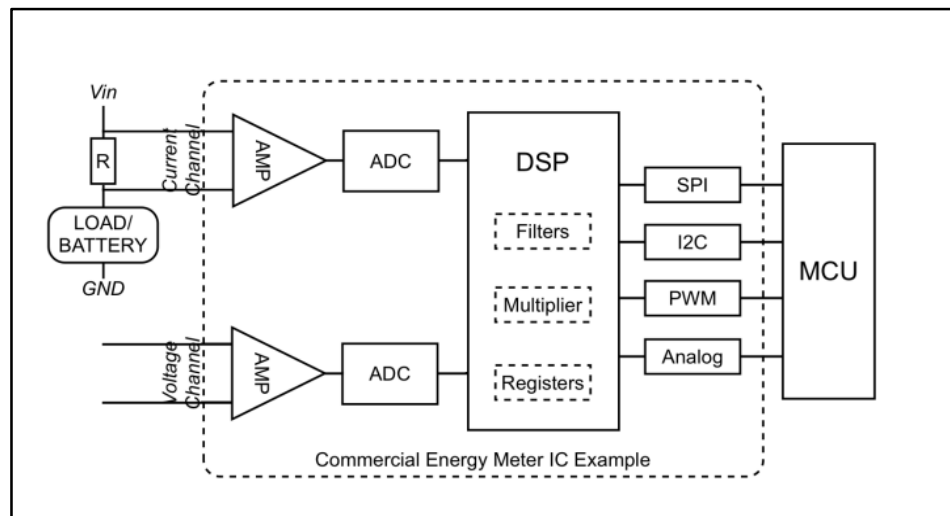 Vin
R
LOAD/
BATTERY
GND
Current
Channel
AMP
ADC
Voltage
Channel
AMP
ADC
DSP
Filters
Multiplier
Registers
SPI
I2C
PWM
Analog
MCU
Commercial Energy Meter IC Example